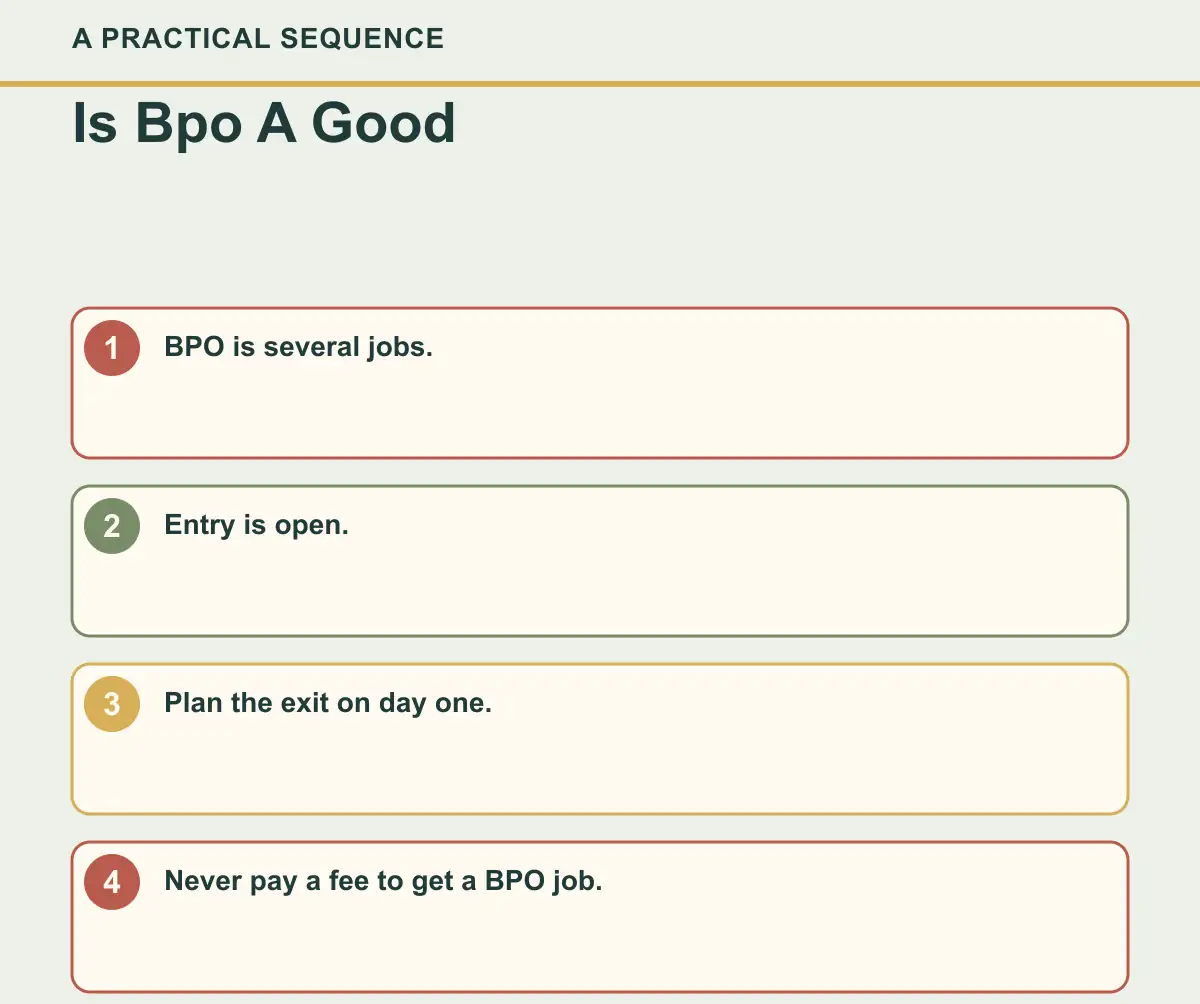 A PRACTICAL SEQUENCE
Is Bpo A Good
1 BPO is several jobs.
2 Entry is open.
3 Plan the exit on day one.
4 Never pay a fee to get a BPO job.